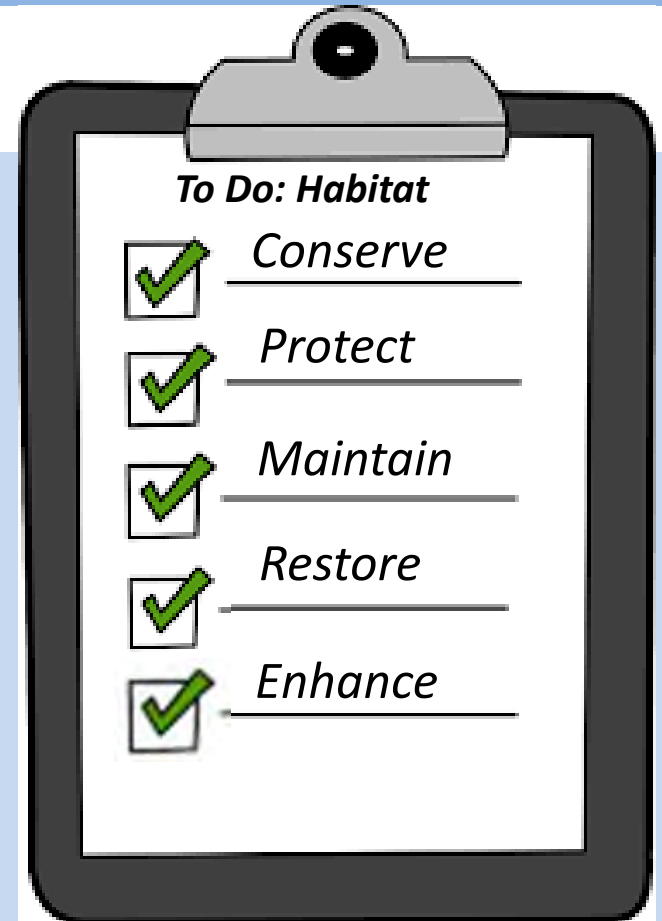 To Do: Habitat
Conserve
Protect
Maintain
Restore
Enhance